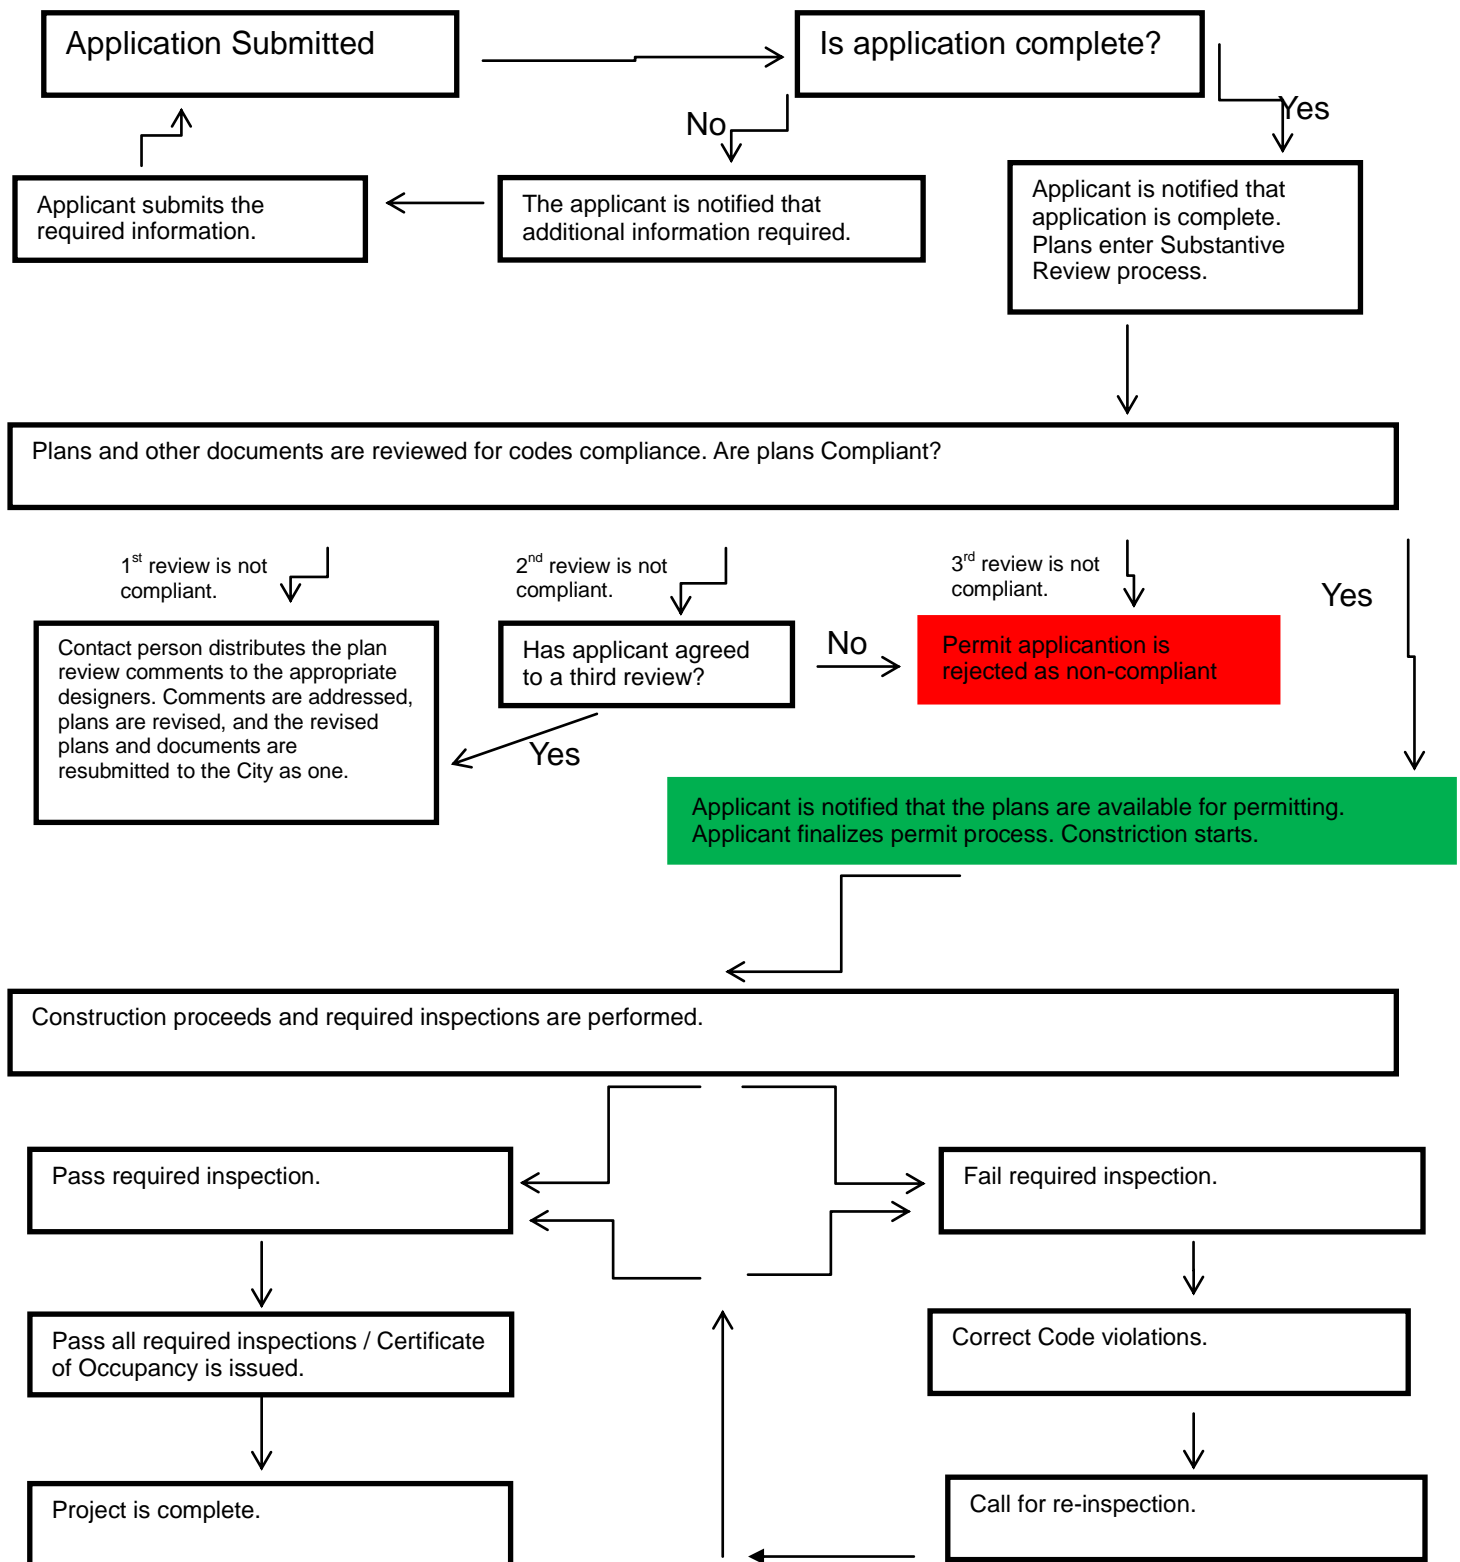 Application Submitted
Is application complete?
No
Yes
Applicant submits the
required information.
The applicant is notified that
additional information required.
Applicant is notified that
application is complete.
Plans enter Substantive
Review process.
Plans and other documents are reviewed for codes compliance. Are plans Compliant?
1st review is not
compliant.
2nd review is not
compliant.
3rd review is not
compliant.
Yes
Contact person distributes the plan
review comments to the appropriate
designers. Comments are addressed,
plans are revised, and the revised
plans and documents are
resubmitted to the City as one.
Has applicant agreed
to a third review?
No
Permit applicantion is
rejected as non-compliant
Yes
Applicant is notified that the plans are available for permitting.
Applicant finalizes permit process. Constriction starts.
Construction proceeds and required inspections are performed.
Pass required inspection.
Fail required inspection.
Pass all required inspections / Certificate
of Occupancy is issued.
Correct Code violations.
Project is complete.
Call for re-inspection.